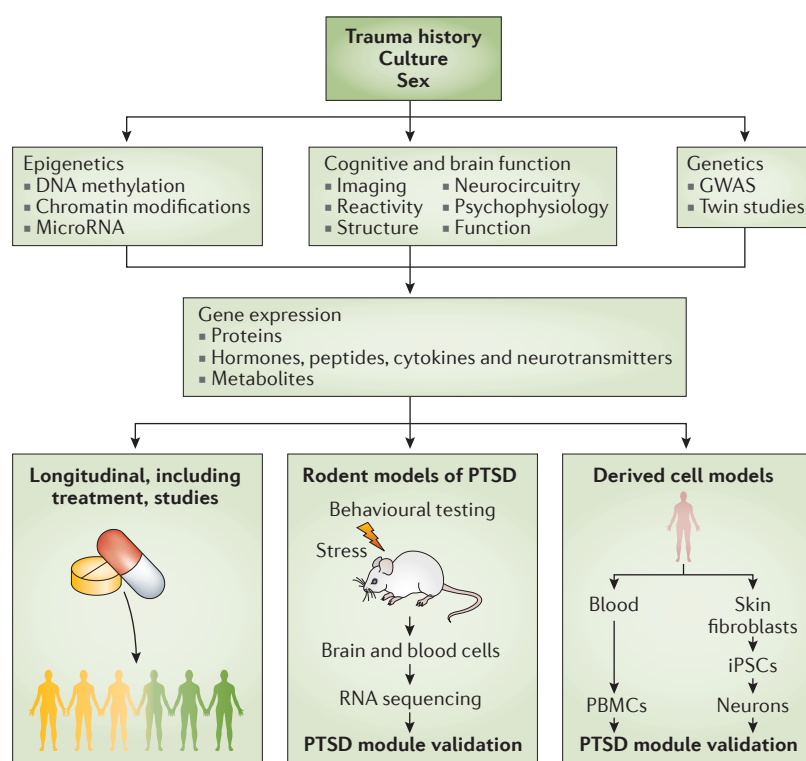 Trauma history
Culture
Sex
Epigenetics
▪ DNA methylation
▪ Chromatin modifications
▪ MicroRNA
Cognitive and brain function
▪ Imaging ▪ Neurocircuitry
▪ Reactivity ▪ Psychophysiology
▪ Structure ▪ Function
Genetics
▪ GWAS
▪ Twin studies
Gene expression
▪ Proteins
▪ Hormones, peptides, cytokines and neurotransmitters
▪ Metabolites
Longitudinal, including
treatment, studies
Rodent models of PTSD
Behavioural testing
Stress
Brain and blood cells
RNA sequencing
PTSD module validation
Derived cell models
Blood
PBMCs
Skin
fibroblasts
iPSCs
Neurons
PTSD module validation